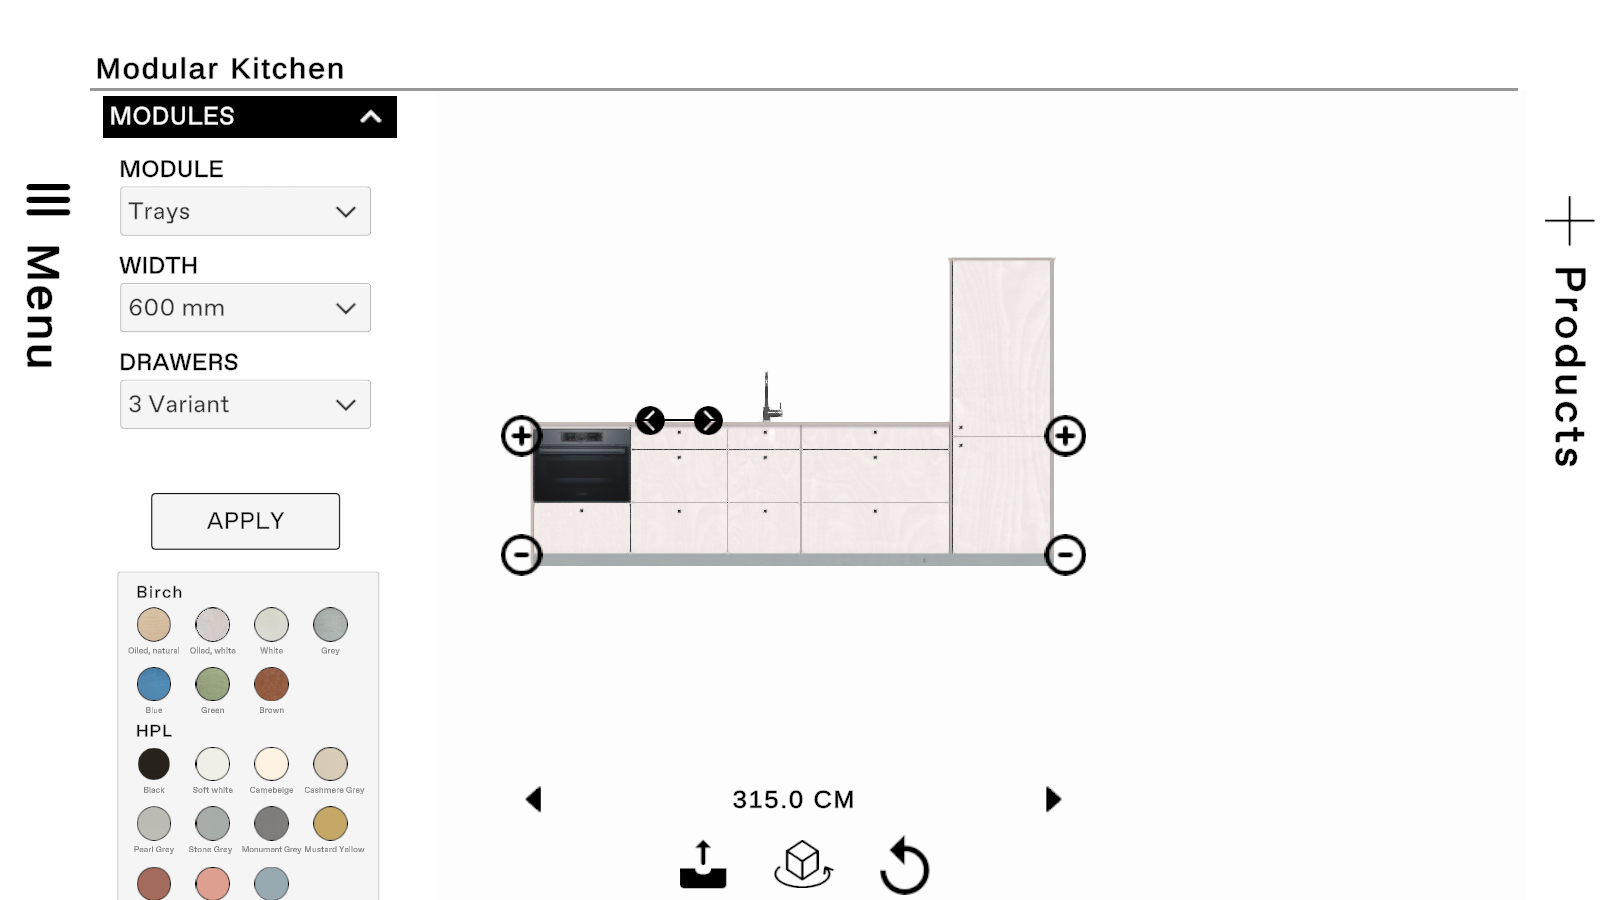 Modular Kitchen
MODULES
MODULE
Trays
WIDTH
600 mm
DRAWERS
3 Variant
APPLY
Birch
Oiled, natural Oiled, white White Grey
Blue Green Brown
HPL
Black Soft white Camebeige Cashmere Grey
Pearl Grey Stone Grey Monument Grey Mustard Yellow
Menu
315.0 CM
Products